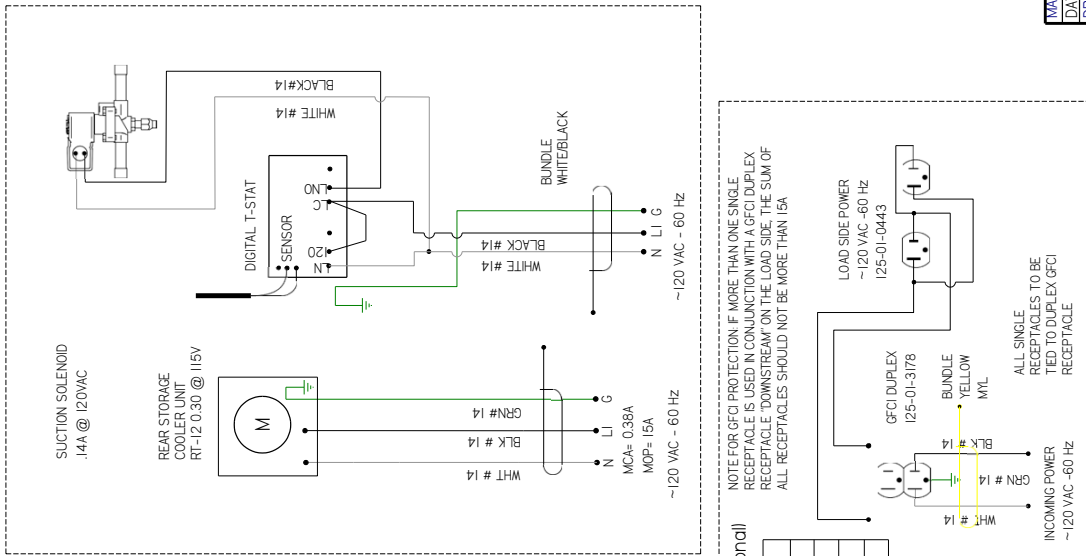 SUCTION SOLENOID
.14A @ 120VAC
BLACK#14
WHITE #14
DIGITAL T-STAT
SENSOR
LN
120
LC
LNO
BUNDLE
WHITE/BLACK
WHITE #14
BLACK #14
N
L1
G
~120 VAC - 60 Hz
REAR STORAGE
COOLER UNIT
RT-12 0.30 @ 115V
M
WHT # 14
BLK # 14
GRN# 14
N
L1
G
MCA= 0.38A
MOP= 15A
~120 VAC - 60 Hz
NOTE FOR GFCI PROTECTION: IF MORE THAN ONE SINGLE
RECEPTACLE IS USED IN CONJUNCTION WITH A GFCI DUPLEX
RECEPTACLE "DOWNSTREAM" ON THE LOAD SIDE, THE SUM OF
ALL RECEPTACLES SHOULD NOT BE MORE THAN 15A
LOAD SIDE POWER
~120 VAC -60 Hz
125-01-0443
GFCI DUPLEX
125-01-3178
BUNDLE
YELLOW
MYL
ALL SINGLE
RECEPTACLES TO BE
TIED TO DUPLEX GFCI
RECEPTACLE
WHT # 14
BLK # 14
GRN # 14
INCOMING POWER
~120 VAC -60 Hz
onal)
MA
DA